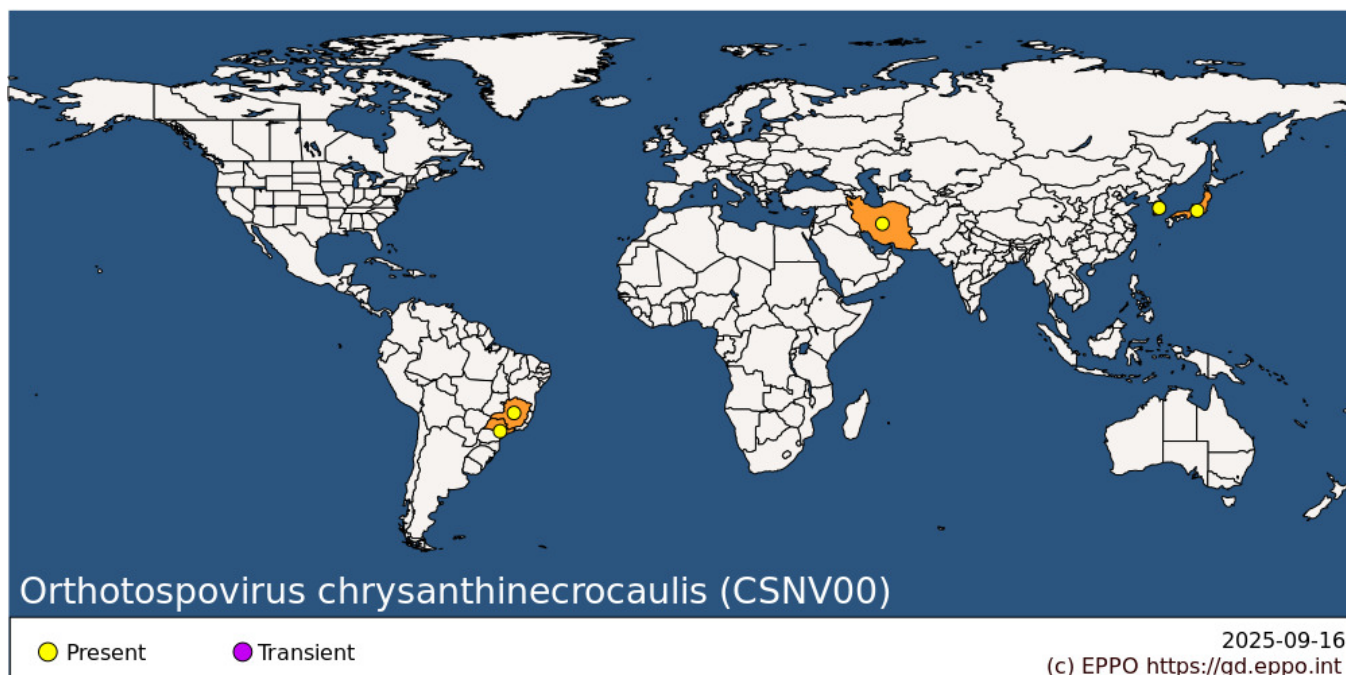 Orthotospovirus chrysanthinecrocaulis (CSNV00)
Present
Transient
2025-09-16
(c) EPPO https://gd.eppo.int